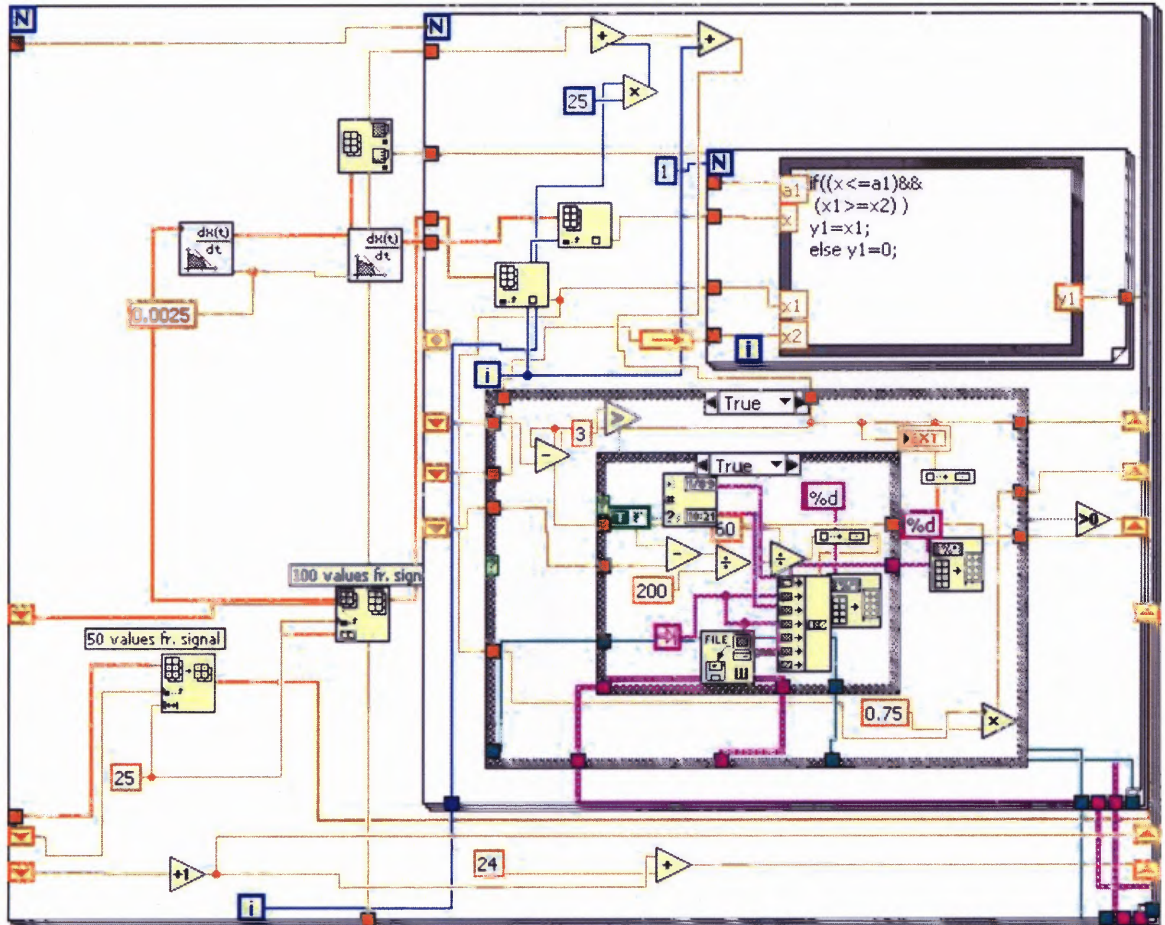 N
N
25
1
N
a1
if((x<=a1)&&
(x1>=x2) )
y1=x1;
else y1=0;
x
x1
x2
y1
i
dX(t)
dt
dX(t)
dt
0.0025
i
True
3
True
%d
%d
60
200
>0
T
FILE
100 values fr. sign
50 values fr. signal
0.75
25
+1
24
i